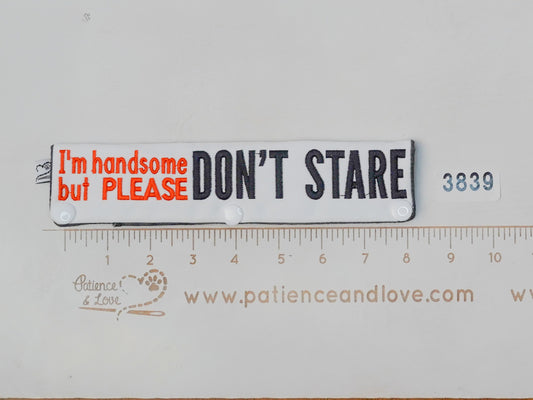 I'm handsome
but PLEASE
DON'T STARE
3839
1 2 3 4 5 6 7 8 9 10
Patience!
& Love
www.patienceandlove.com